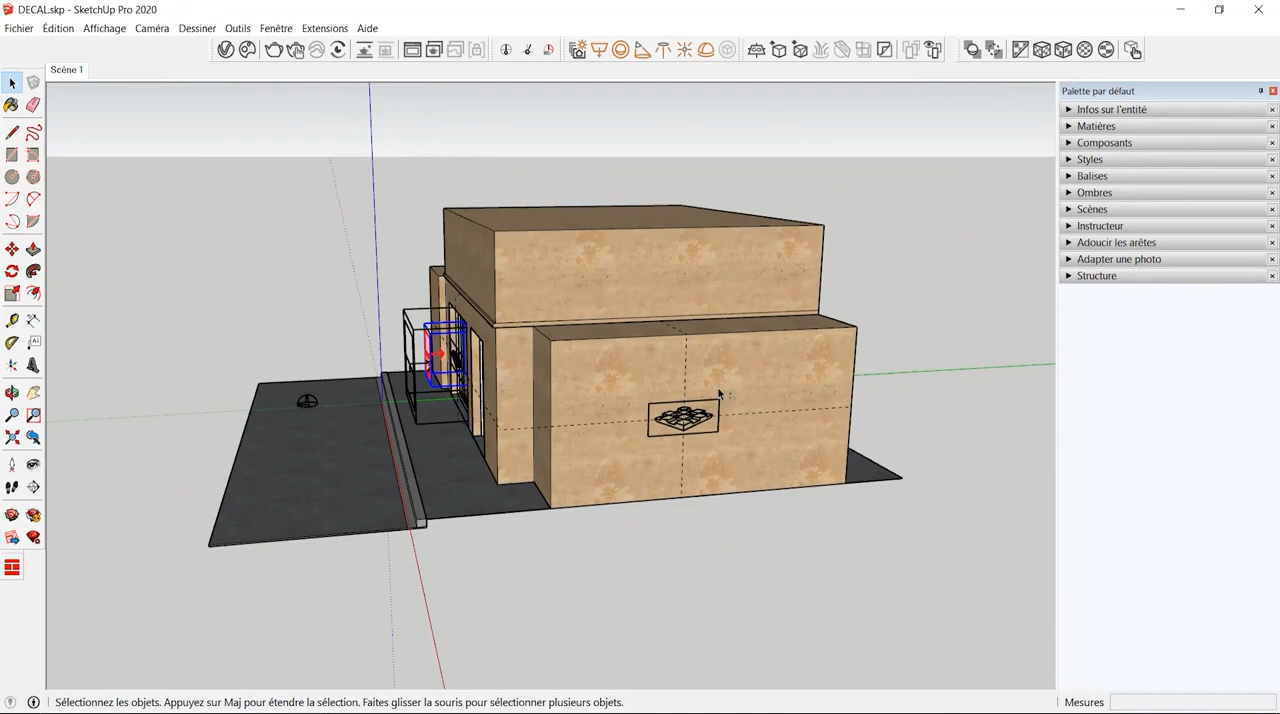 DECAL.skp - SketchUp Pro 2020
Fichier Édition Affichage Caméra Dessiner Outils Fenêtre Extensions Aide
Scène 1
Palette par défaut
Infos sur l'entité
Matières
Composants
Styles
Balises
Ombres
Scènes
Instructeur
Adoucir les arêtes
Adapter une photo
Structure
Sélectionnez les objets. Appuyez sur Maj pour étendre la sélection. Faites glisser la souris pour sélectionner plusieurs objets.
Mesures